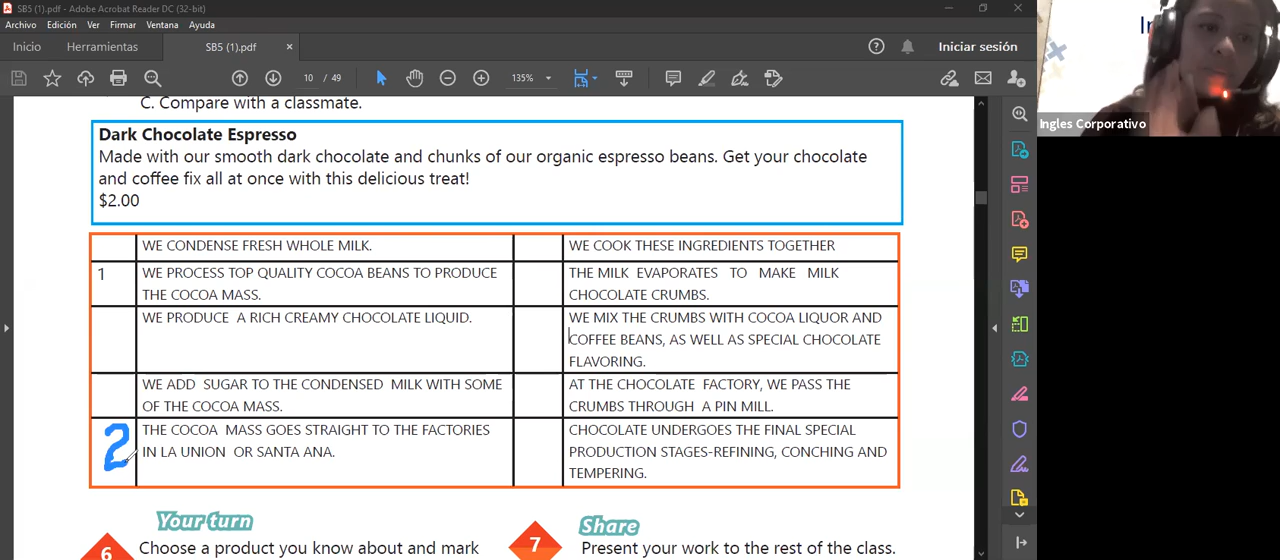 SB5 (1).pdf - Adobe Acrobat Reader DC (32-bit)
Archivo Edición Ver Firmar Ventana Ayuda
Inicio Herramientas SB5 (1).pdf × Iniciar sesión
10 / 49 135%
In
Ingles Corporativo
C. Compare with a classmate.
Dark Chocolate Espresso
Made with our smooth dark chocolate and chunks of our organic espresso beans. Get your chocolate
and coffee fix all at once with this delicious treat!
$2.00
WE CONDENSE FRESH WHOLE MILK.
WE COOK THESE INGREDIENTS TOGETHER
1 WE PROCESS TOP QUALITY COCOA BEANS TO PRODUCE
THE COCOA MASS.
THE MILK EVAPORATES TO MAKE MILK
CHOCOLATE CRUMBS.
WE PRODUCE A RICH CREAMY CHOCOLATE LIQUID.
WE MIX THE CRUMBS WITH COCOA LIQUOR AND
COFFEE BEANS, AS WELL AS SPECIAL CHOCOLATE
FLAVORING.
WE ADD SUGAR TO THE CONDENSED MILK WITH SOME
OF THE COCOA MASS.
AT THE CHOCOLATE FACTORY, WE PASS THE
CRUMBS THROUGH A PIN MILL.
2 THE COCOA MASS GOES STRAIGHT TO THE FACTORIES
IN LA UNION OR SANTA ANA.
CHOCOLATE UNDERGOES THE FINAL SPECIAL
PRODUCTION STAGES-REFINING, CONCHING AND
TEMPERING.
Your turn
6 Choose a product you know about and mark
Share
7 Present your work to the rest of the class.